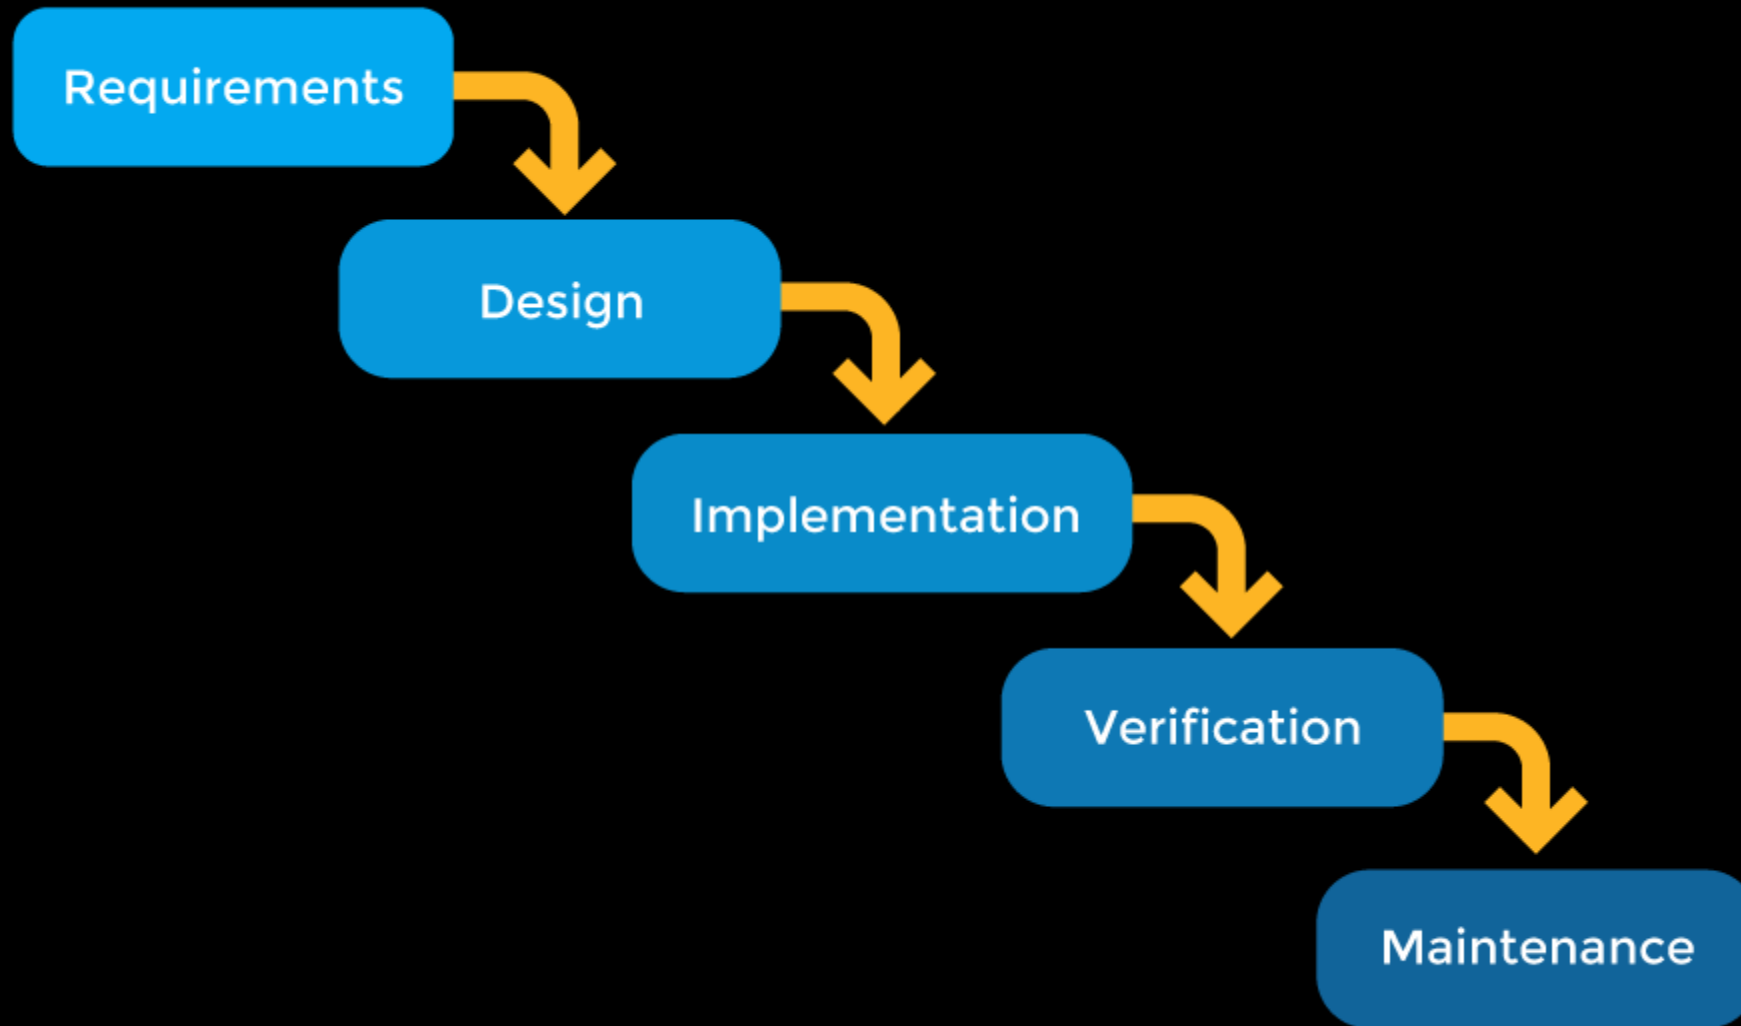 Requirements
Design
Implementation
Verification
Maintenance